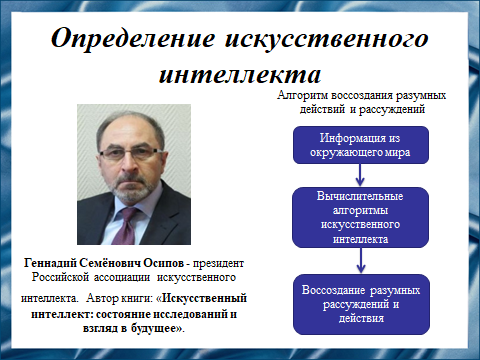 Определение искусственного
интеллекта
Алгоритм воссоздания разумных
действий и рассуждений
Информация из
окружающего мира
Вычислительные
алгоритмы
искусственного
интеллекта
Воссоздание разумных
рассуждений и
действия
Геннадий Семёнович Осипов - президент
Российской ассоциации искусственного
интеллекта. Автор книги: «Искусственный
интеллект: состояние исследований и
взгляд в будущее».